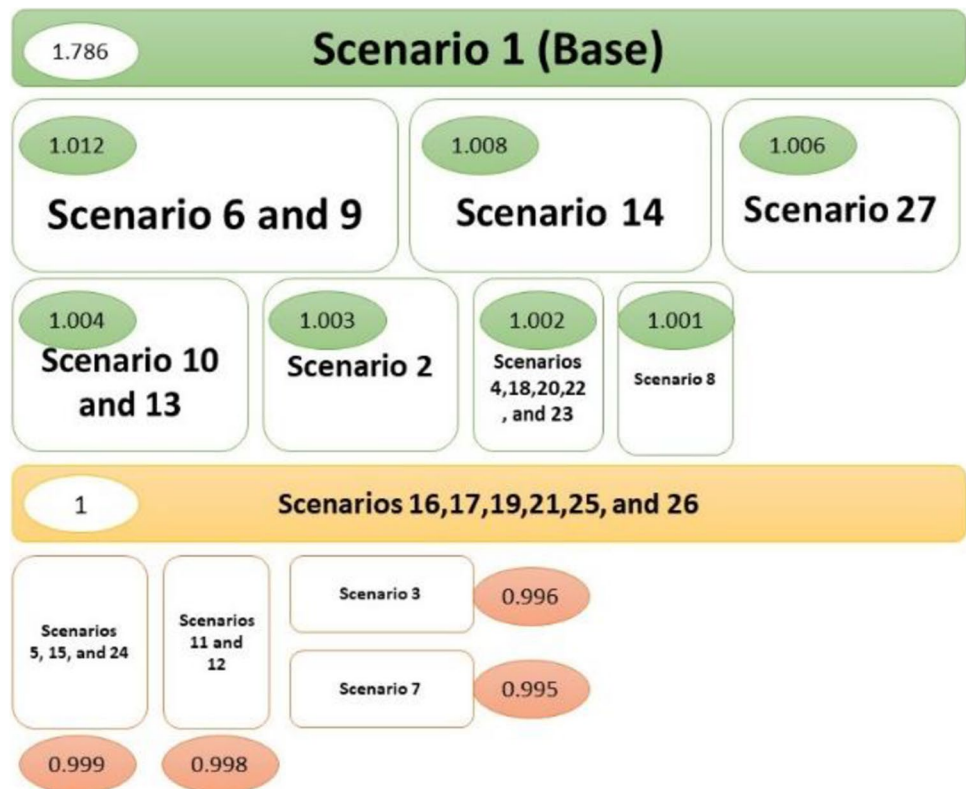 1.786
Scenario 1 (Base)
1.012
Scenario 6 and 9
1.008
Scenario 14
1.006
Scenario 27
1.004
Scenario 10
and 13
1.003
Scenario 2
1.002
Scenarios
4,18,20,22
, and 23
1.001
Scenario 8
1
Scenarios 16,17,19,21,25, and 26
Scenarios
5, 15, and 24
0.999
Scenarios
11 and
12
0.998
Scenario 3
0.996
Scenario 7
0.995